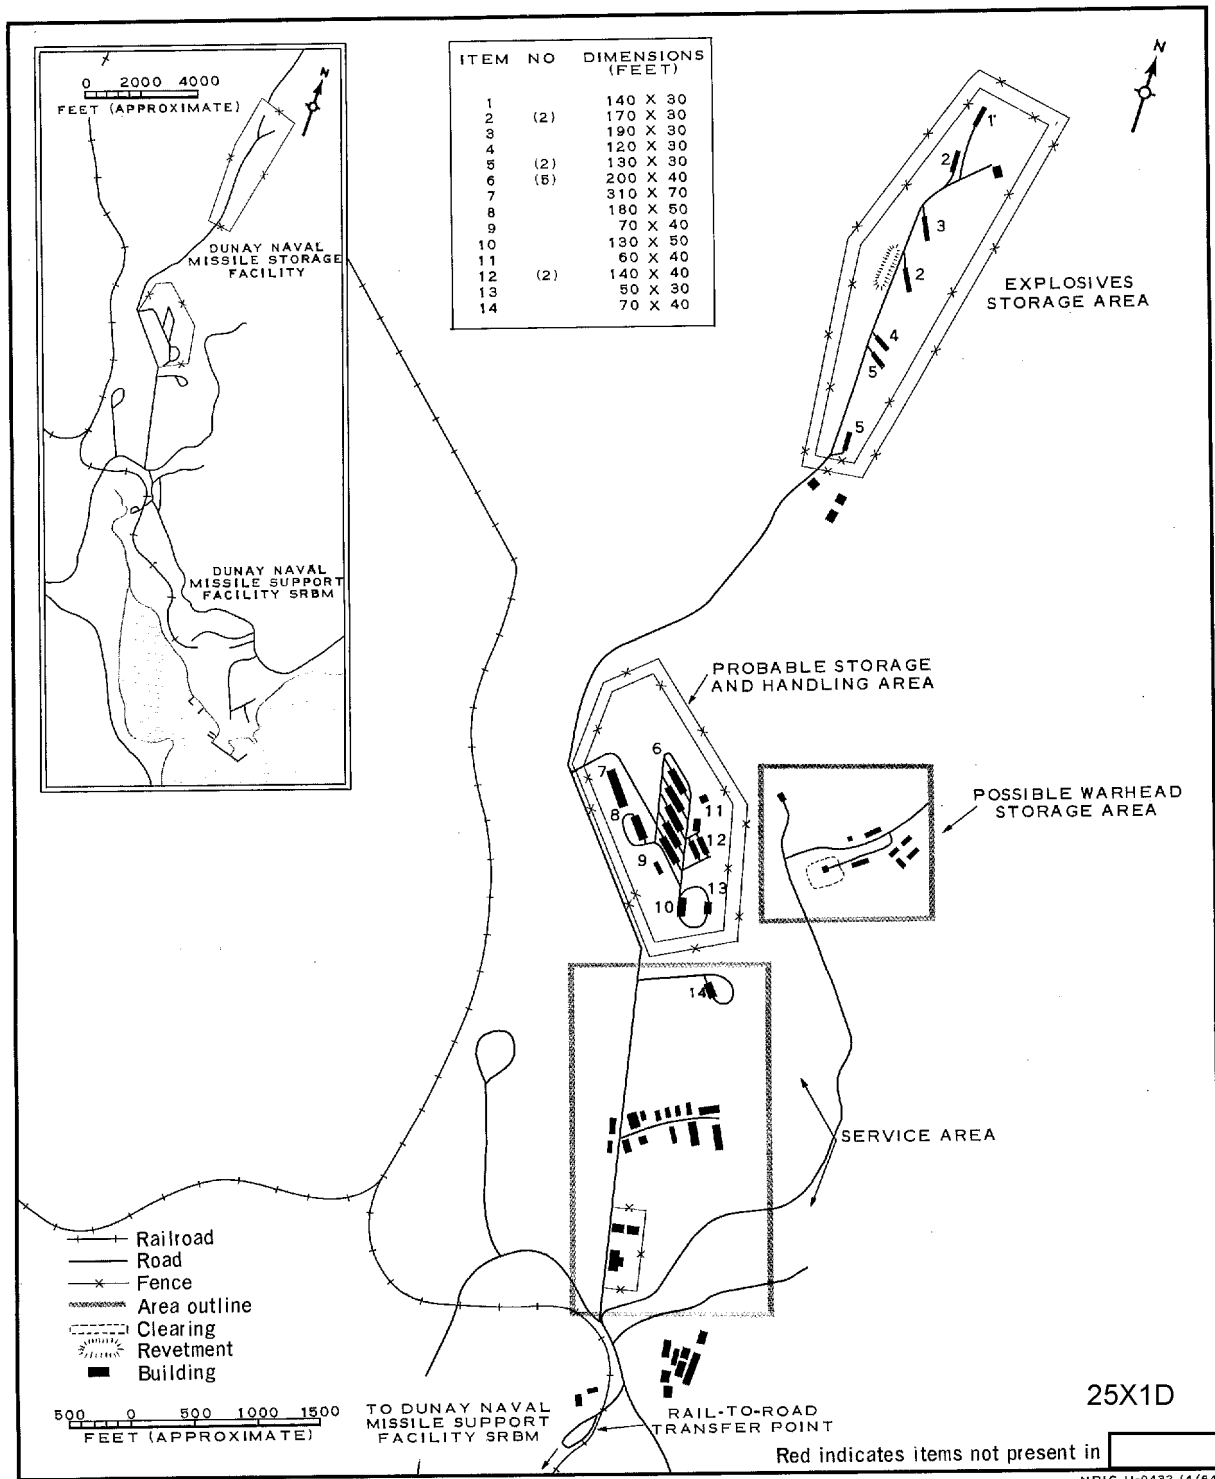 0 2000 4000
FEET (APPROXIMATE)
N
DUNAY NAVAL
MISSILE STORAGE
FACILITY
DUNAY NAVAL
MISSILE SUPPORT
FACILITY SRBM
ITEM NO DIMENSIONS
(FEET)
1 140 X 30
2 (2) 170 X 30
3 190 X 30
4 120 X 30
5 (2) 130 X 30
6 (5) 200 X 40
7 310 X 70
8 180 X 50
9 70 X 40
10 130 X 50
11 60 X 40
12 (2) 140 X 40
13 50 X 30
14 70 X 40
N
1
2
3
2
4
5
5
EXPLOSIVES
STORAGE AREA
PROBABLE STORAGE
AND HANDLING AREA
6
7
8
11
12
9
13
10
POSSIBLE WARHEAD
STORAGE AREA
14
SERVICE AREA
Railroad
Road
Fence
Area outline
Clearing
Revetment
Building
500 0 500 1000 1500
FEET (APPROXIMATE)
TO DUNAY NAVAL
MISSILE SUPPORT
FACILITY SRBM
RAIL-TO-ROAD
TRANSFER POINT
25X1D
Red indicates items not present in